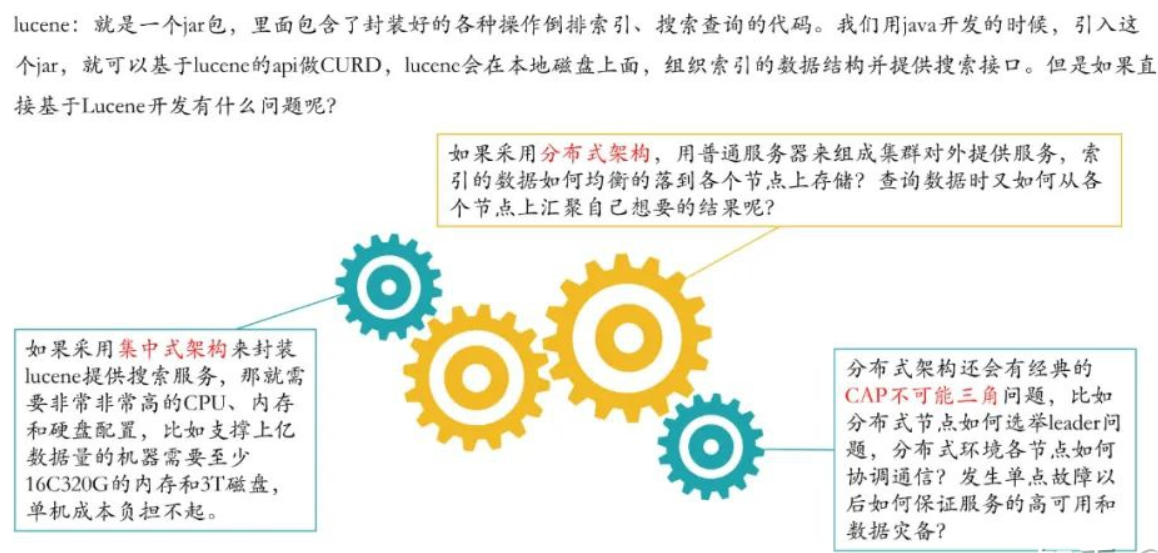 lucene：就是一个jar包，里面包含了封装好的各种操作倒排索引、搜索查询的代码。我们用java开发的时候，引入这
个jar，就可以基于lucene的api做CURD，lucene会在本地磁盘上面，组织索引的数据结构并提供搜索接口。但是如果直
接基于Lucene开发有什么问题呢？
如果采用分布式架构，用普通服务器来组成集群对外提供服务，索
引的数据如何均衡的落到各个节点上存储？查询数据时又如何从各
个节点上汇聚自己想要的结果呢？
如果采用集中式架构来封装
lucene提供搜索服务，那就需
要非常非常高的CPU、内存
和硬盘配置，比如支撑上亿
数据量的机器需要至少
16C320G的内存和3T磁盘，
单机成本负担不起。
分布式架构还会有经典的
CAP不可能三角问题，比如
分布式节点如何选举leader问
题，分布式环境各节点如何
协调通信？发生单点故障以
后如何保证服务的高可用和
数据灾备？